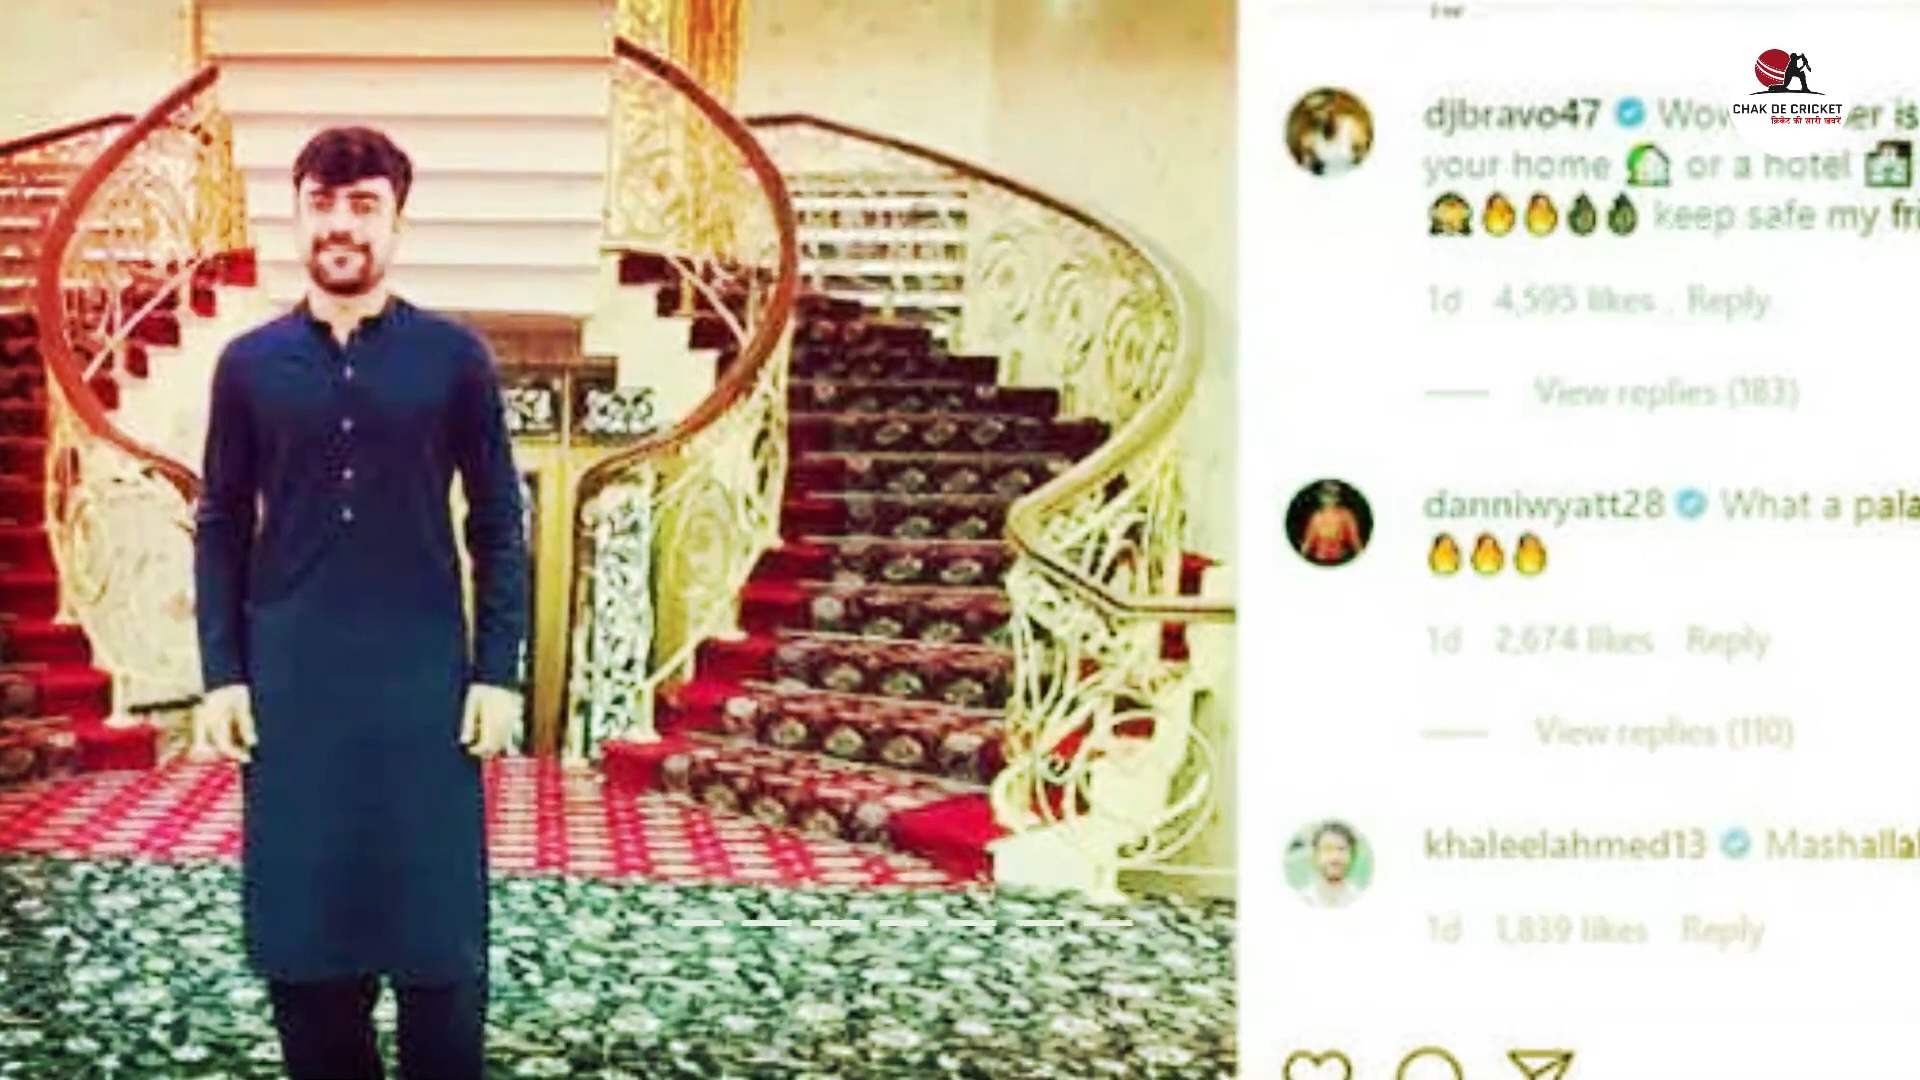 djbravo47 Wow er is
CHAK DE CRICKET
क्रिकेट की सारी खबरें
your home or a hotel
keep safe my fri
1d 4,595 likes Reply
View replies (183)
danniwyatt28 What a pala
1d 2,674 likes Reply
View replies (110)
khaleelahmed13 Mashallal
1d 1,839 likes Reply